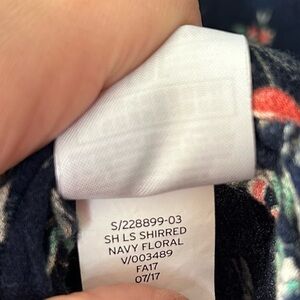 S/228899-03
SH LS SHIRRED
NAVY FLORAL
V/003489
FA17
07/17